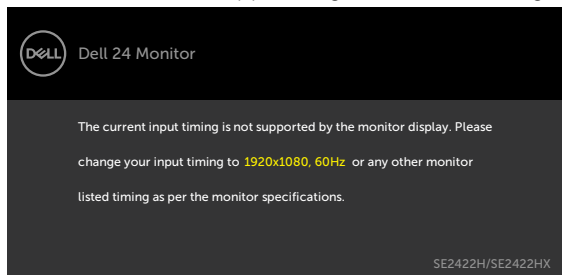 DELL
Dell 24 Monitor
The current input timing is not supported by the monitor display. Please
change your input timing to 1920x1080, 60Hz or any other monitor
listed timing as per the monitor specifications.
SE2422H/SE2422HX